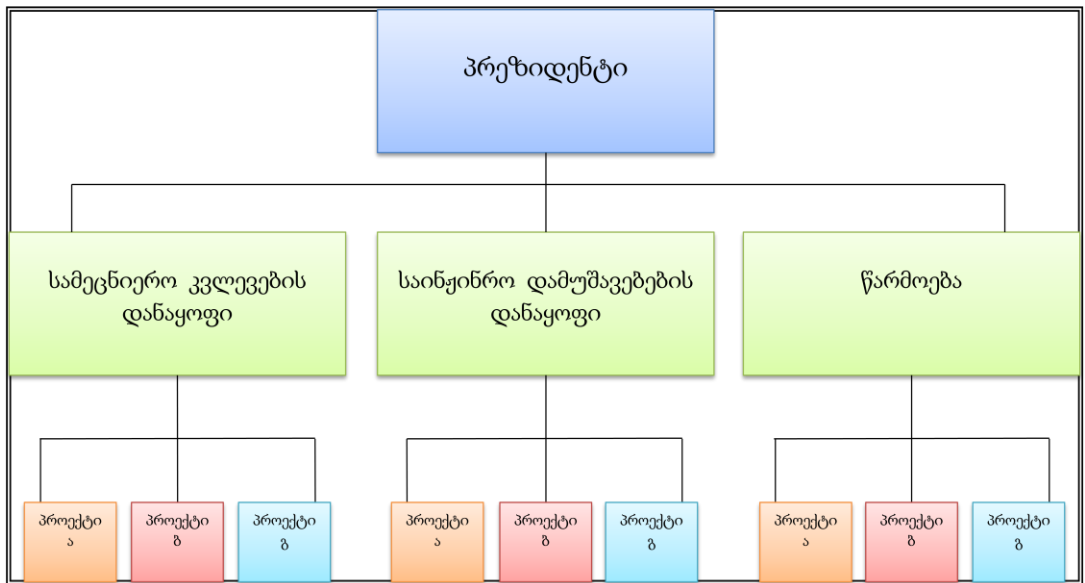 პრეზიდენტი
სამეცნიერო კვლევების
დანაყოფი
საინჟინრო დამუშავებების
დანაყოფი
წარმოება
პროექტი
ა
პროექტი
ბ
პროექტი
გ
პროექტი
ა
პროექტი
ბ
პროექტი
გ
პროექტი
ა
პროექტი
ბ
პროექტი
გ